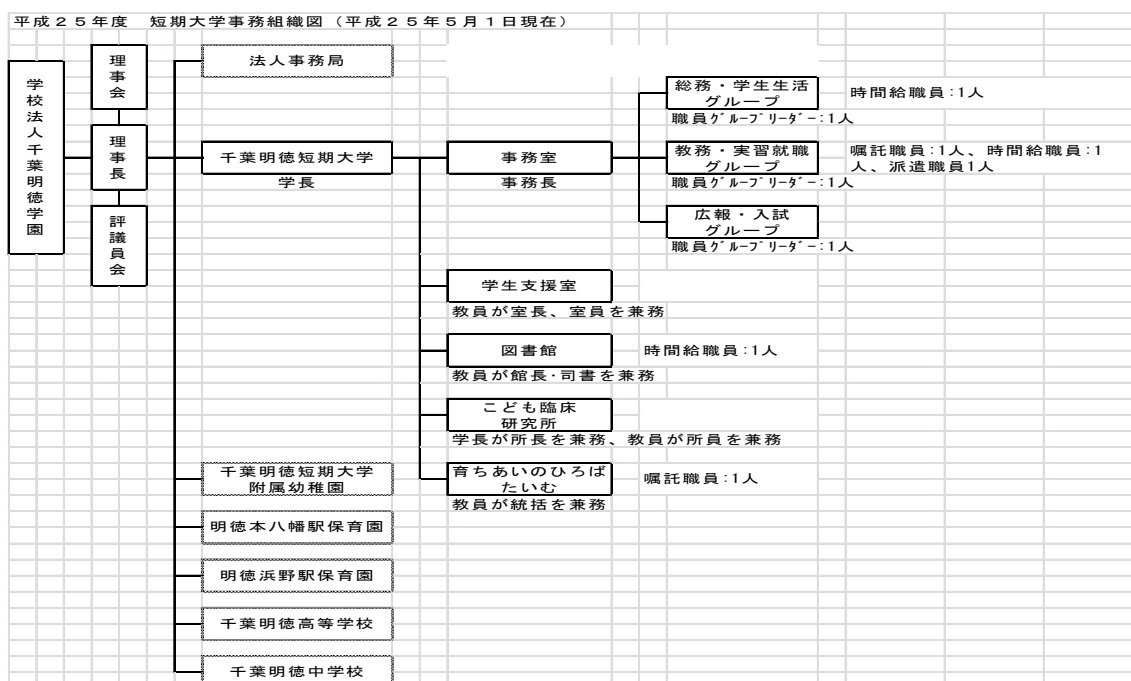 平成２５年度　短期大学事務組織図（平成２５年５月１日現在）
学校法人千葉明徳学園
理事会
理事長
評議員会
法人事務局
千葉明徳短期大学
学長
事務室
事務長
総務・学生生活
グループ
時間給職員：1人
職員ｸﾞﾙｰﾌﾟﾘｰﾀﾞｰ：1人
教務・実習就職
グループ
嘱託職員：1人、時間給職員：1
人、派遣職員1人
職員ｸﾞﾙｰﾌﾟﾘｰﾀﾞｰ：1人
広報・入試
グループ
職員ｸﾞﾙｰﾌﾟﾘｰﾀﾞｰ：1人
学生支援室
教員が室長、室員を兼務
図書館
時間給職員：1人
教員が館長・司書を兼務
こども臨床
研究所
学長が所長を兼務、教員が所員を兼務
育ちあいのひろば
たいむ
嘱託職員：1人
教員が統括を兼務
千葉明徳短期大学
附属幼稚園
明徳本八幡駅保育園
明徳浜野駅保育園
千葉明徳高等学校
千葉明徳中学校